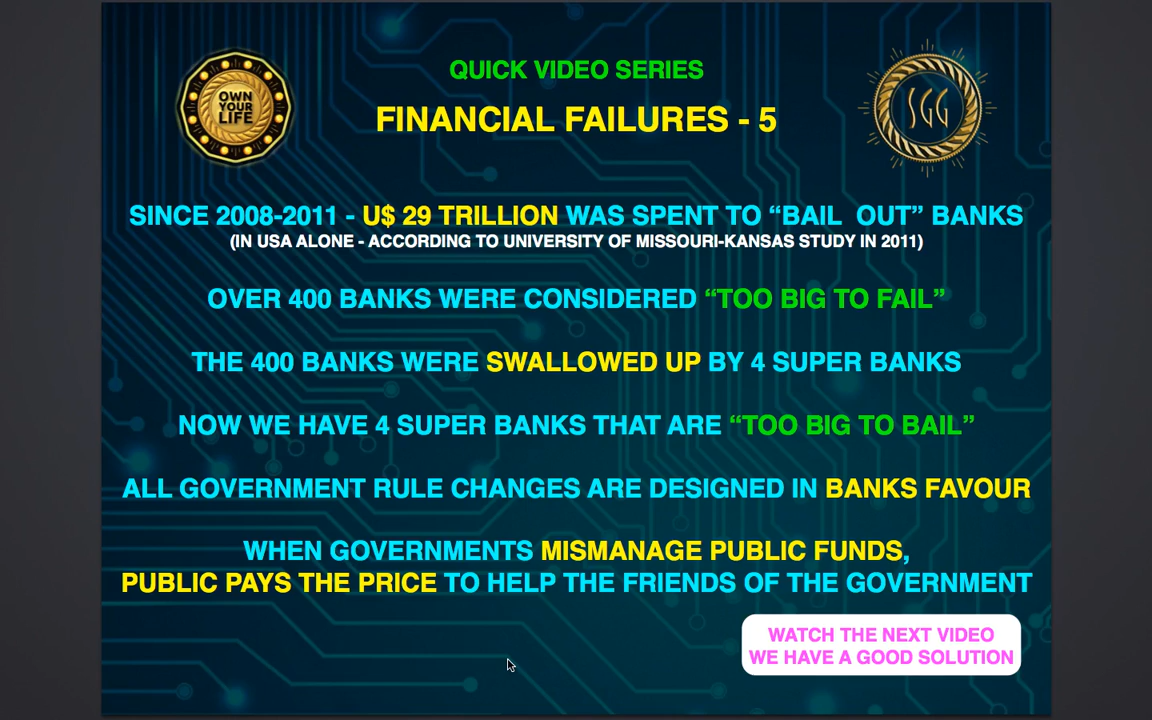 QUICK VIDEO SERIES
FINANCIAL FAILURES - 5
OWN
YOUR
LIFE
SGG
SINCE 2008-2011 - U$ 29 TRILLION WAS SPENT TO “BAIL  OUT” BANKS
(IN USA ALONE - ACCORDING TO UNIVERSITY OF MISSOURI-KANSAS STUDY IN 2011)
OVER 400 BANKS WERE CONSIDERED “TOO BIG TO FAIL”
THE 400 BANKS WERE SWALLOWED UP BY 4 SUPER BANKS
NOW WE HAVE 4 SUPER BANKS THAT ARE “TOO BIG TO BAIL”
ALL GOVERNMENT RULE CHANGES ARE DESIGNED IN BANKS FAVOUR
WHEN GOVERNMENTS MISMANAGE PUBLIC FUNDS,
PUBLIC PAYS THE PRICE TO HELP THE FRIENDS OF THE GOVERNMENT
WATCH THE NEXT VIDEO
WE HAVE A GOOD SOLUTION